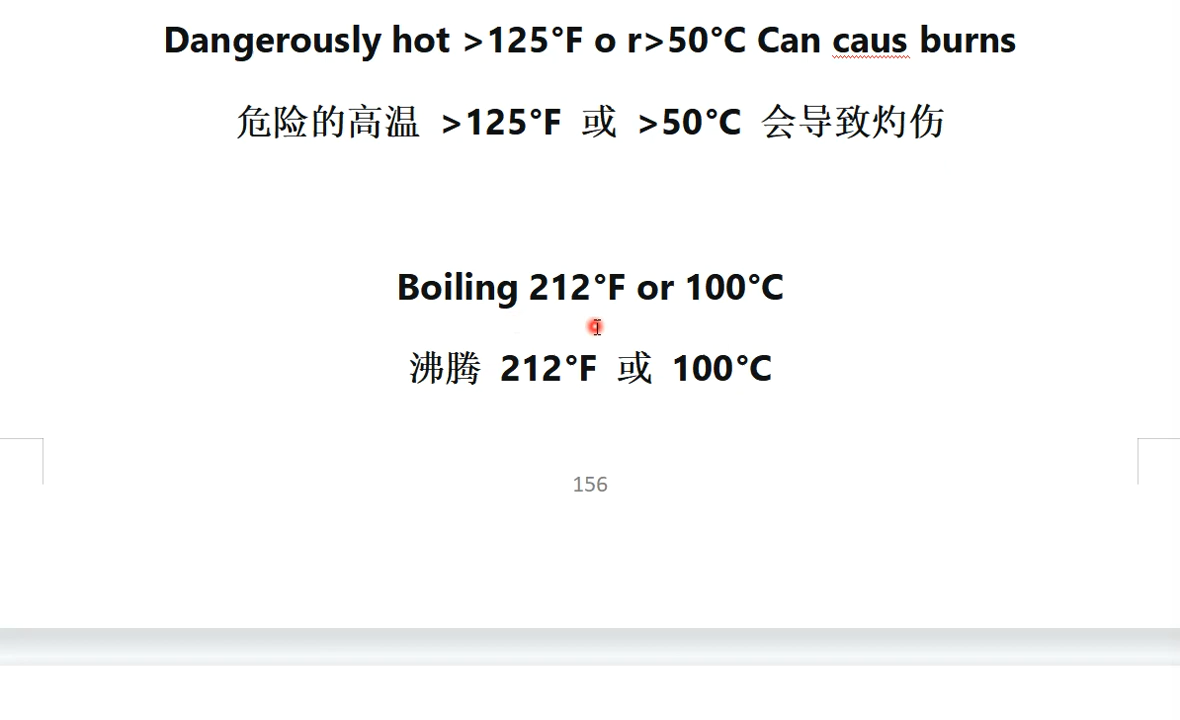 Dangerously hot >125°F o r>50°C Can caus burns
危险的高温 >125°F 或 >50°C 会导致灼伤
Boiling 212°F or 100°C
沸腾 212°F 或 100°C
156